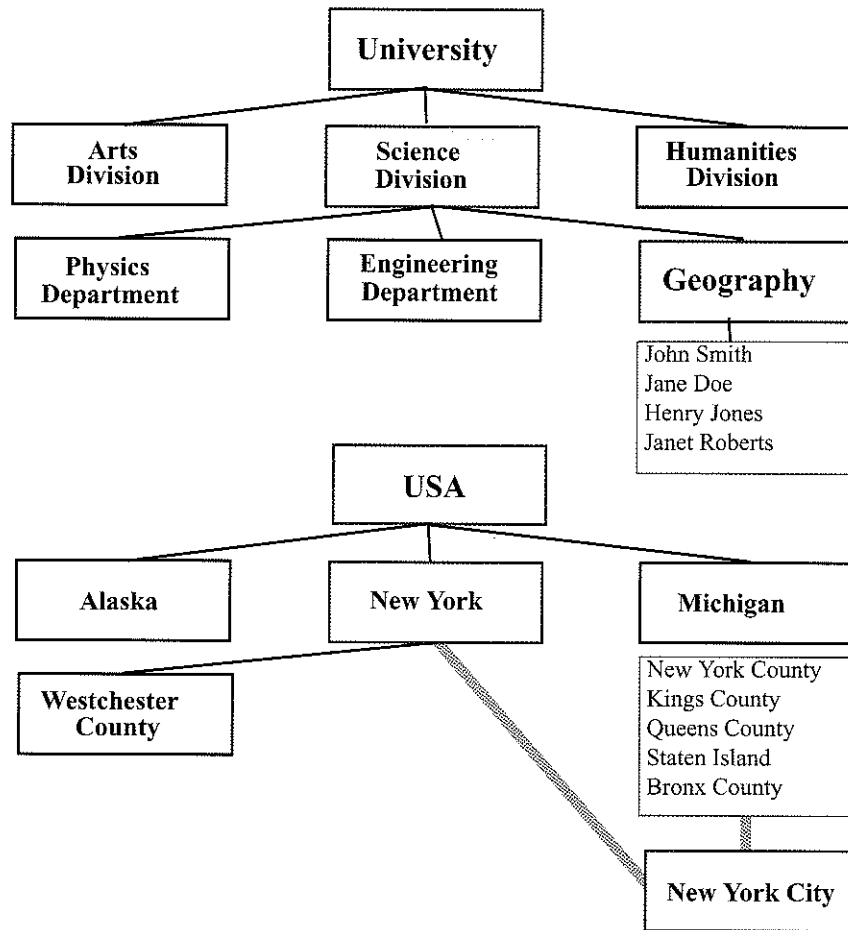 University
Arts
Division
Science
Division
Humanities
Division
Physics
Department
Engineering
Department
Geography
John Smith
Jane Doe
Henry Jones
Janet Roberts
USA
Alaska
New York
Michigan
Westchester
County
New York County
Kings County
Queens County
Staten Island
Bronx County
New York City